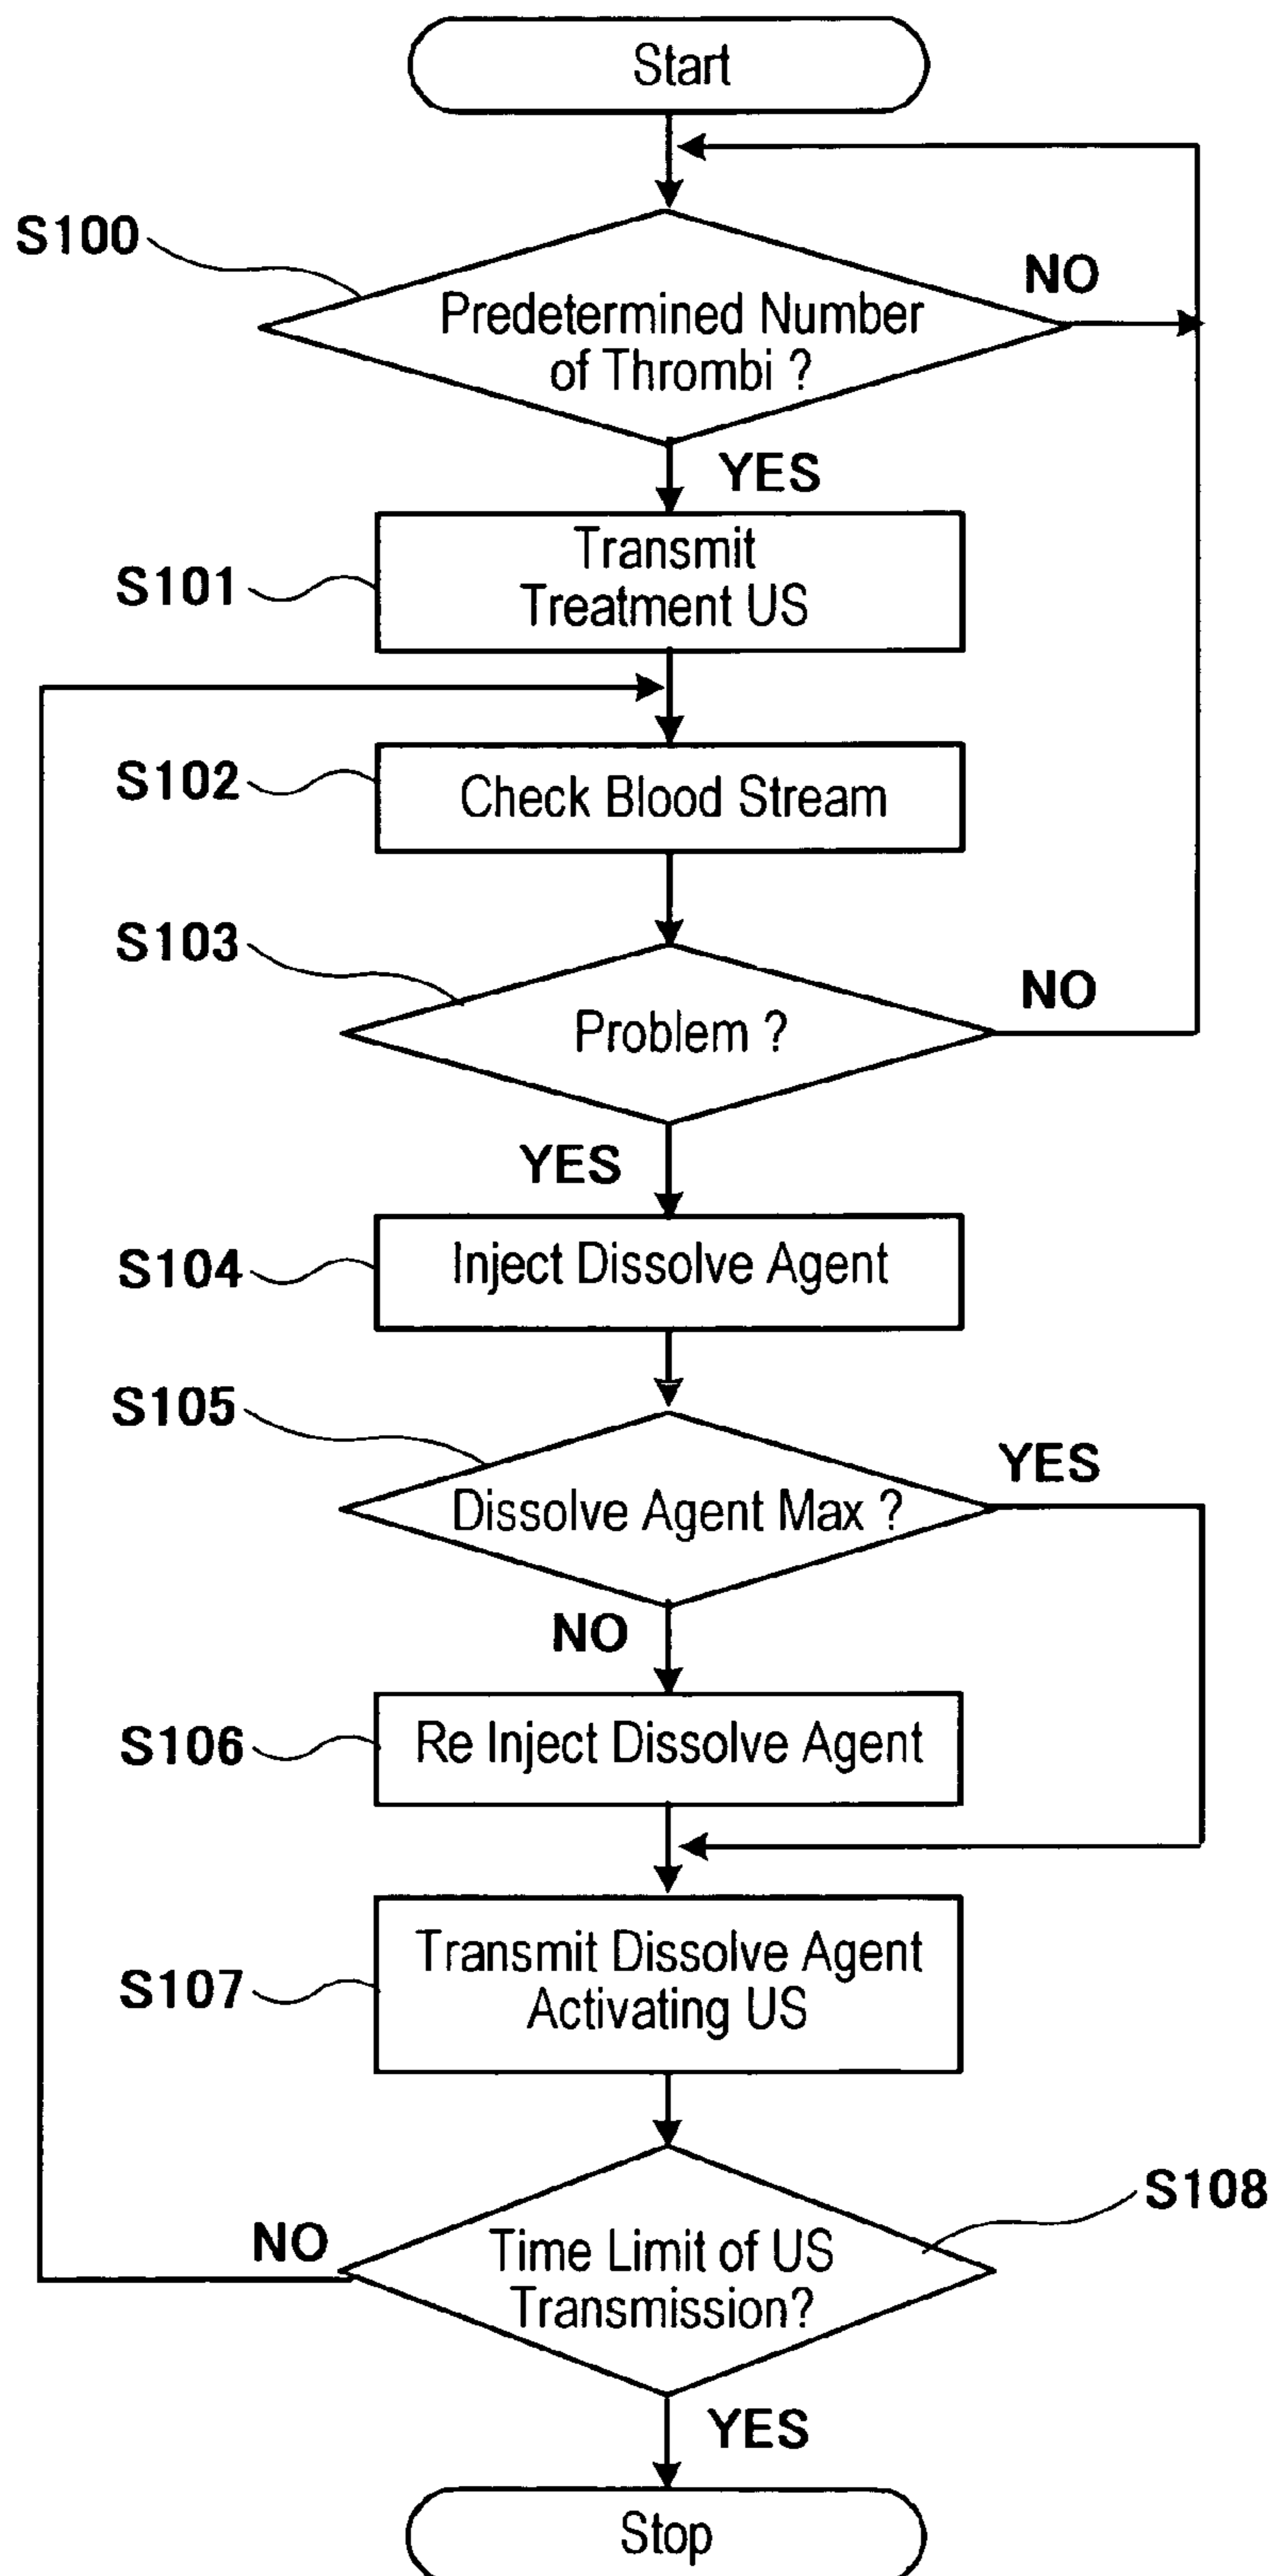 Start
S100
NO
Predetermined Number
of Thrombi ?
YES
S101
Transmit
Treatment US
S102
Check Blood Stream
S103
NO
Problem ?
YES
S104
Inject Dissolve Agent
S105
YES
Dissolve Agent Max ?
NO
S106
Re Inject Dissolve Agent
S107
Transmit Dissolve Agent
Activating US
S108
NO
Time Limit of US
Transmission?
YES
Stop